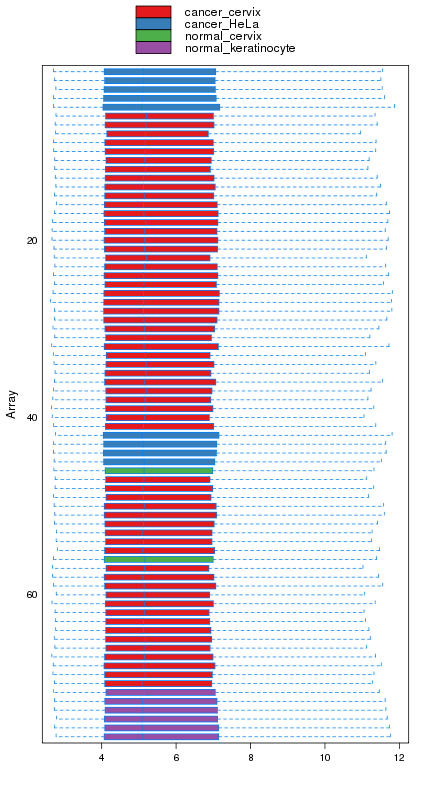 cancer_cervix
cancer_HeLa
normal_cervix
normal_keratinocyte
20
40
60
Array
4 6 8 10 12